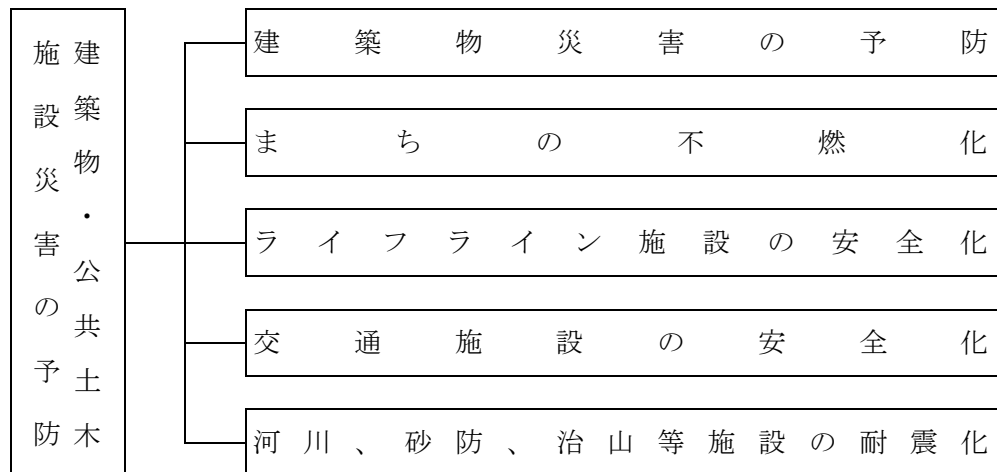 建築物・公共土木
施設災害の予防
建築物災害の予防
まちの不燃化
ライフライン施設の安全化
交通施設の安全化
河川、砂防、治山等施設の耐震化